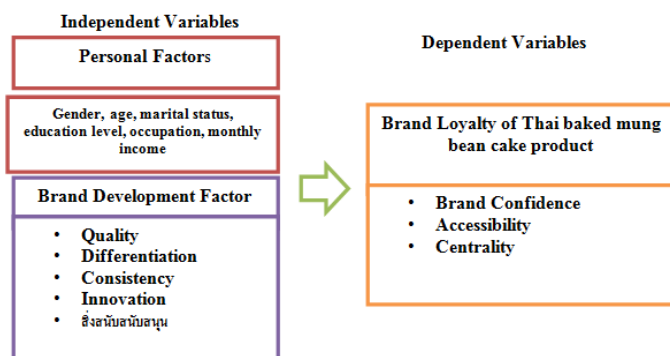 Independent Variables
Personal Factors
Gender, age, marital status,
education level, occupation, monthly
income
Brand Development Factor
• Quality
• Differentiation
• Consistency
• Innovation
• สิ่งสนับสนับสนุน
Dependent Variables
Brand Loyalty of Thai baked mung
bean cake product
• Brand Confidence
• Accessibility
• Centrality